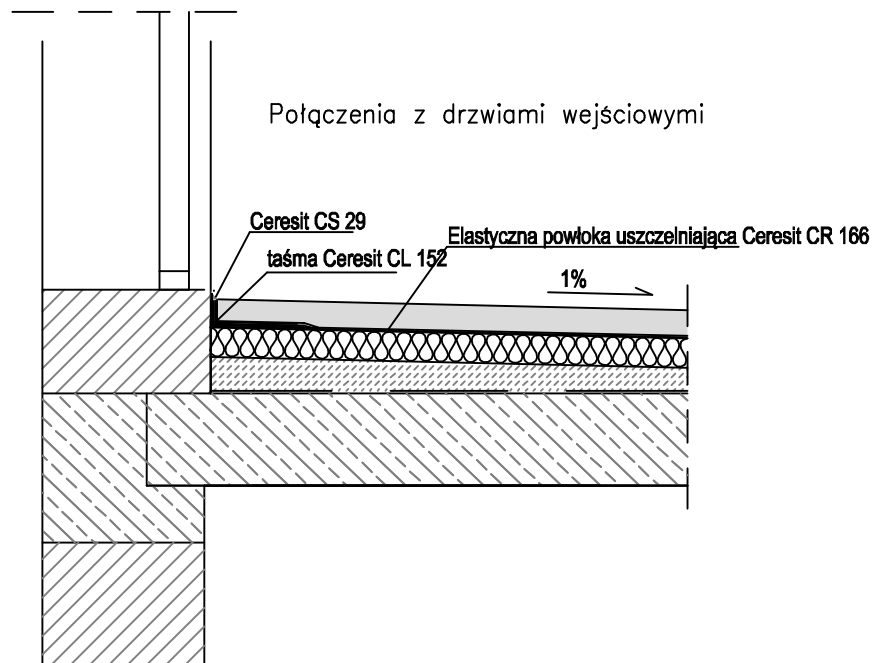 Połączenia z drzwiami wejściowymi
Ceresit CS 29
Elastyczna powłoka uszczelniająca Ceresit CR 166
taśma Ceresit CL 152
1%